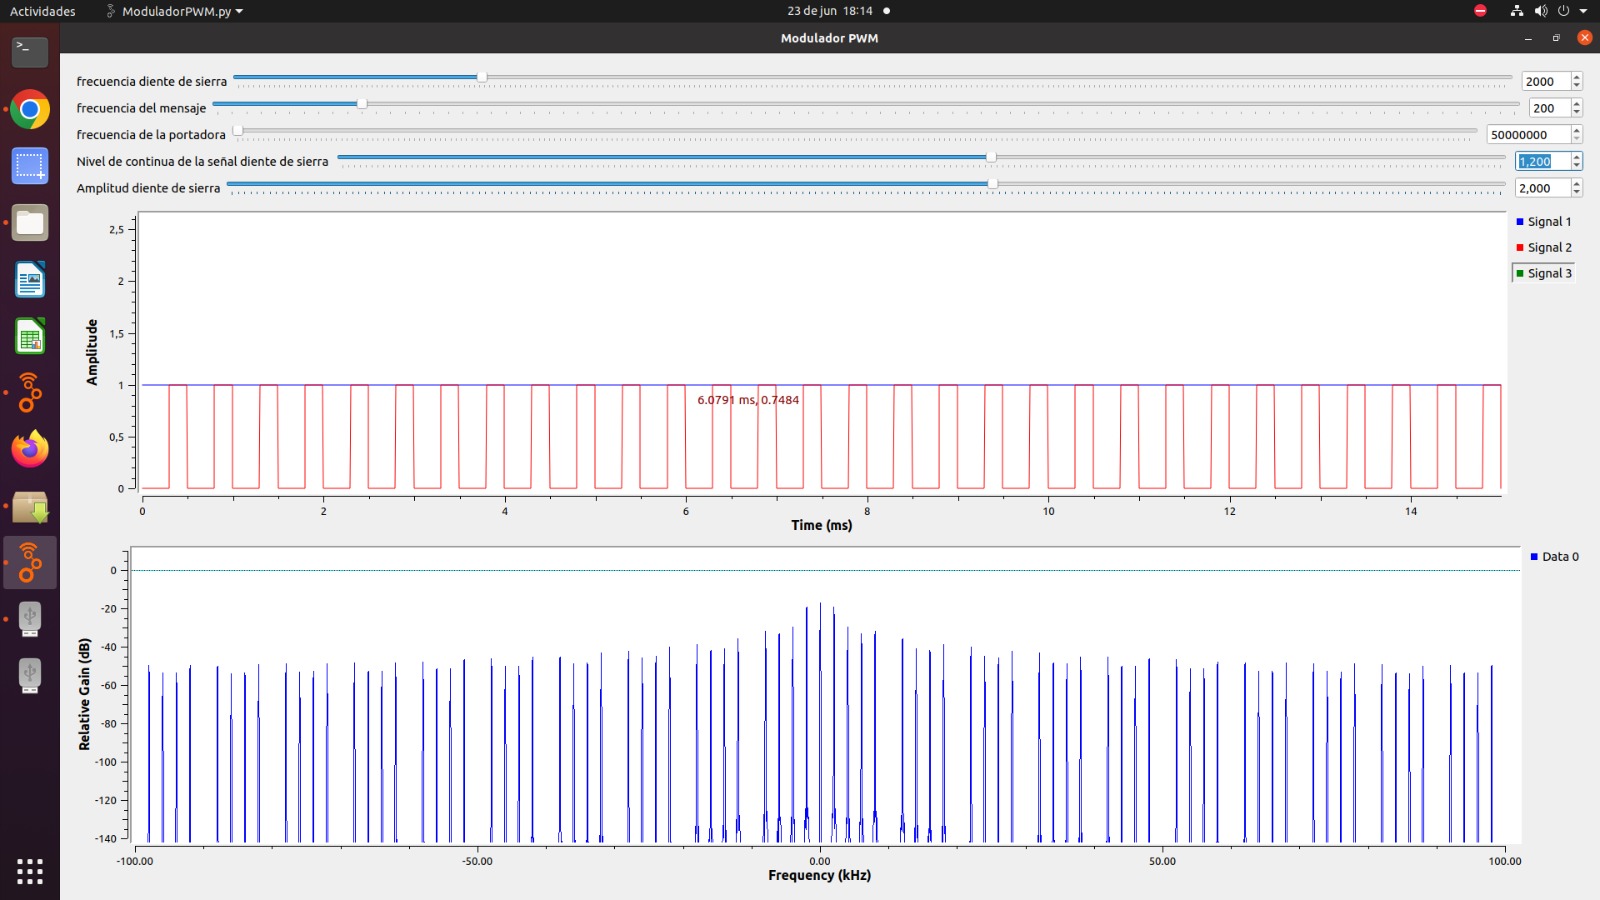 Actividades ModuladorPWM.py 23 de jun 18:14
Modulador PWM
frecuencia diente de sierra 2000
frecuencia del mensaje 200
frecuencia de la portadora 50000000
Nivel de continua de la señal diente de sierra 1,200
Amplitud diente de sierra 2,000
Signal 1
Signal 2
Signal 3
Amplitude
2,5
2
1,5
1
0,5
0
6.0791 ms, 0.7484
0 2 4 6 8 10 12 14
Time (ms)
Data 0
Relative Gain (dB)
0
-20
-40
-60
-80
-100
-120
-140
-100.00 -50.00 0.00 50.00 100.00
Frequency (kHz)